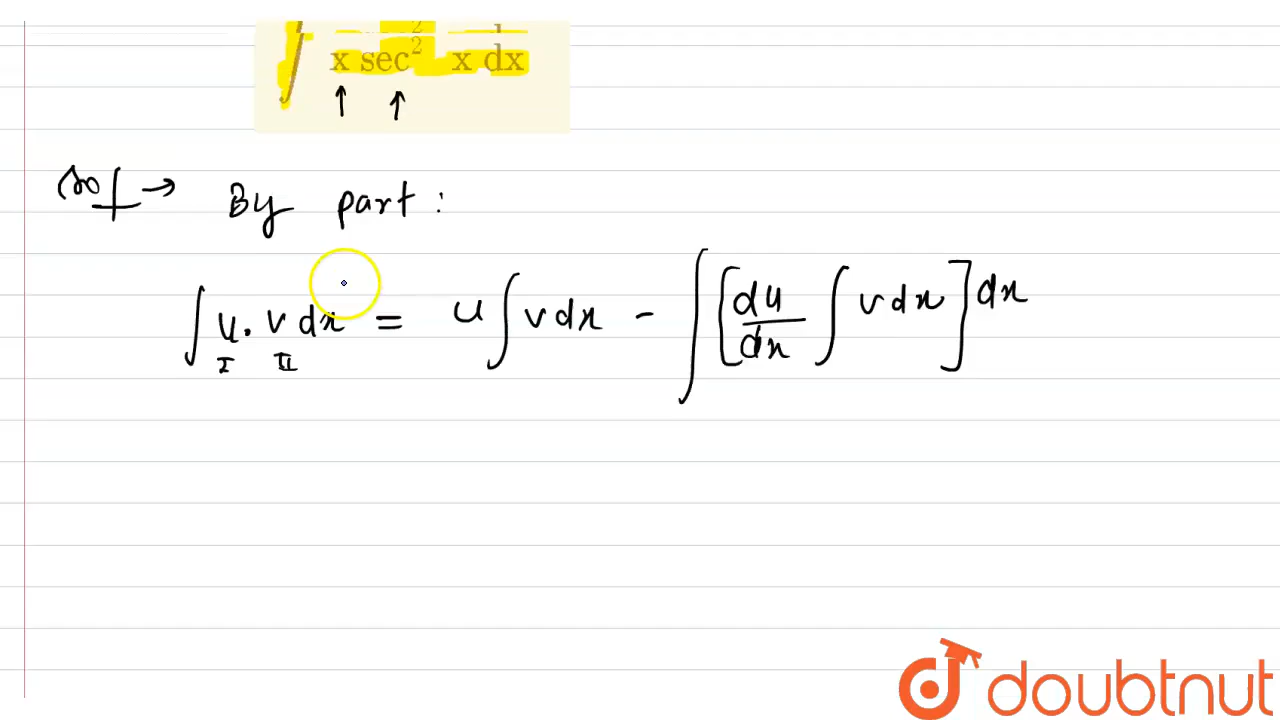 ∫ x sec² x dx
Sol → By part :
∫ u . v dx = u ∫ v dx - ∫ [ du/dx ∫ v dx ] dx
I II
doubtnut